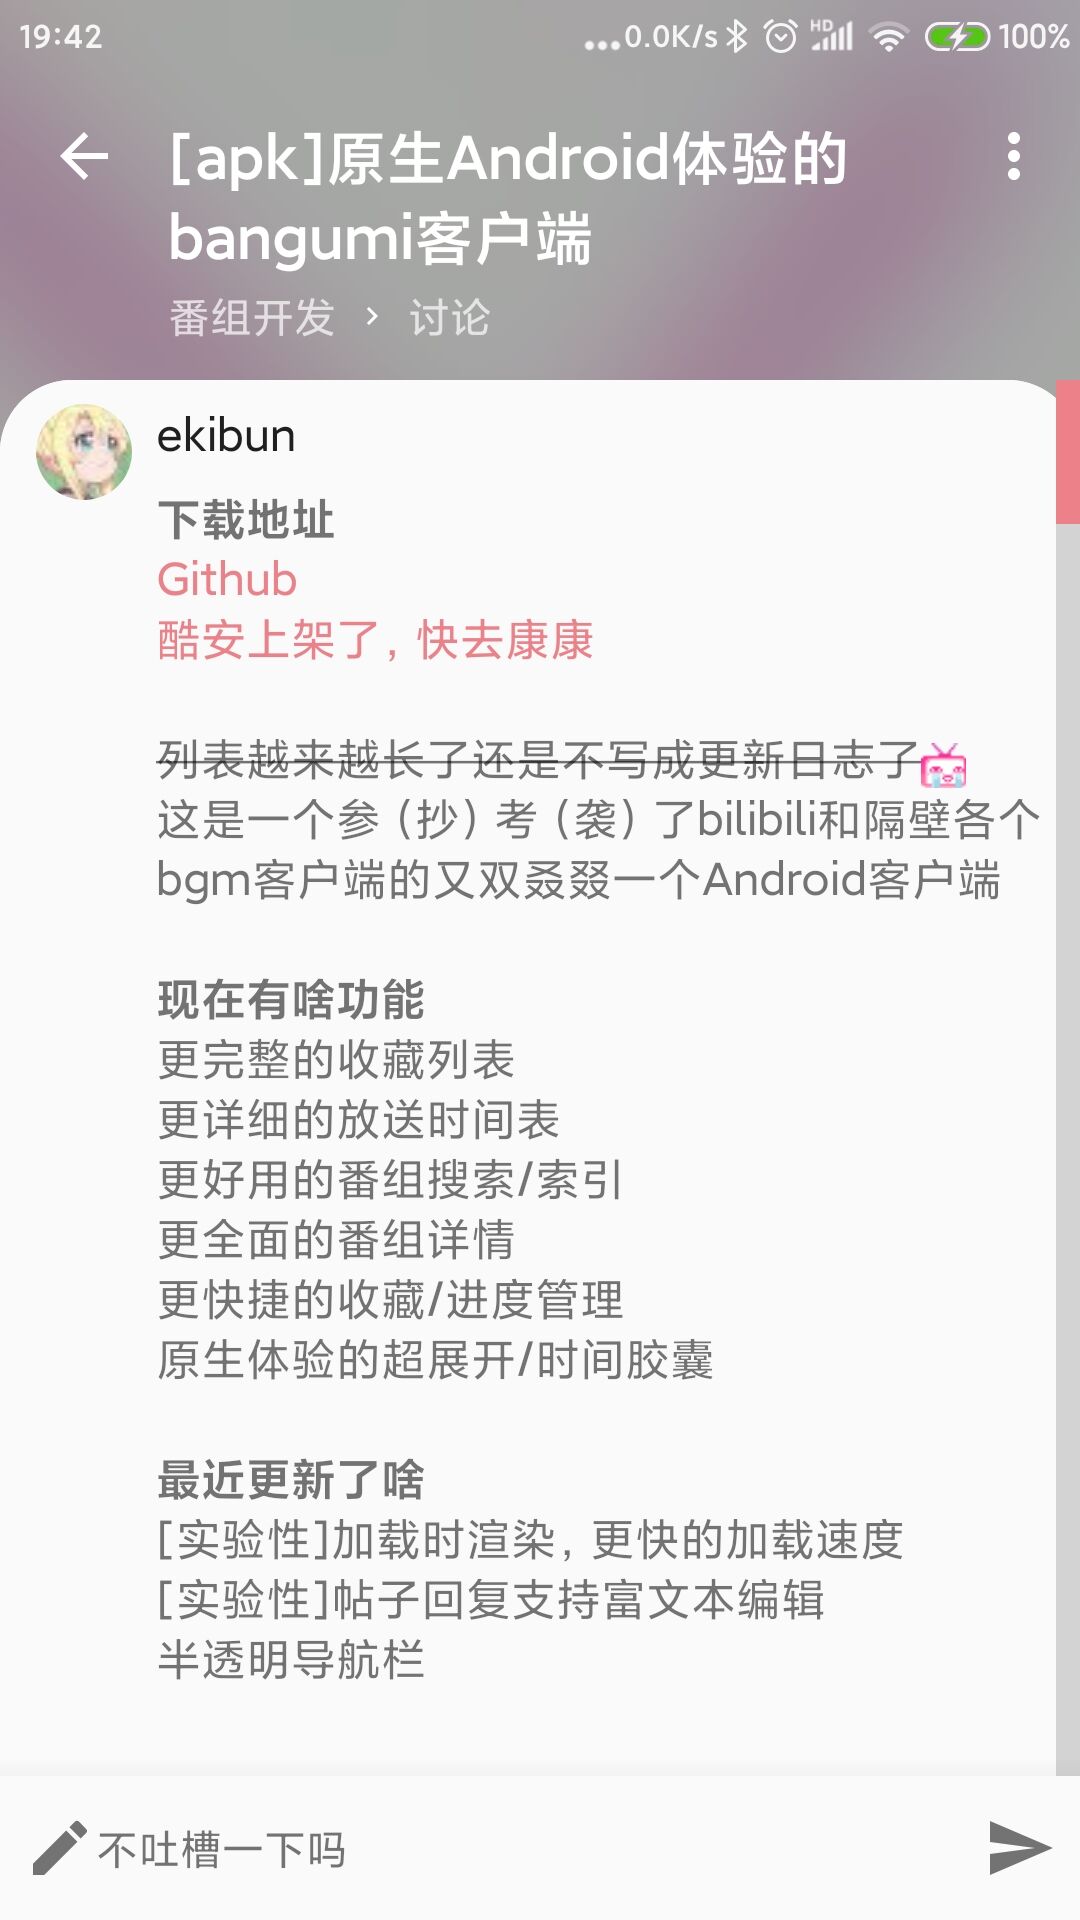 19:42
...0.0K/s HD 100%
[apk]原生Android体验的
bangumi客户端
番组开发 › 讨论
ekibun
下载地址
Github
酷安上架了, 快去康康
列表越来越长了还是不写成更新日志了
这是一个参（抄）考（袭）了bilibili和隔壁各个
bgm客户端的又双叒叕一个Android客户端
现在有啥功能
更完整的收藏列表
更详细的放送时间表
更好用的番组搜索/索引
更全面的番组详情
更快捷的收藏/进度管理
原生体验的超展开/时间胶囊
最近更新了啥
[实验性]加载时渲染, 更快的加载速度
[实验性]帖子回复支持富文本编辑
半透明导航栏
不吐槽一下吗